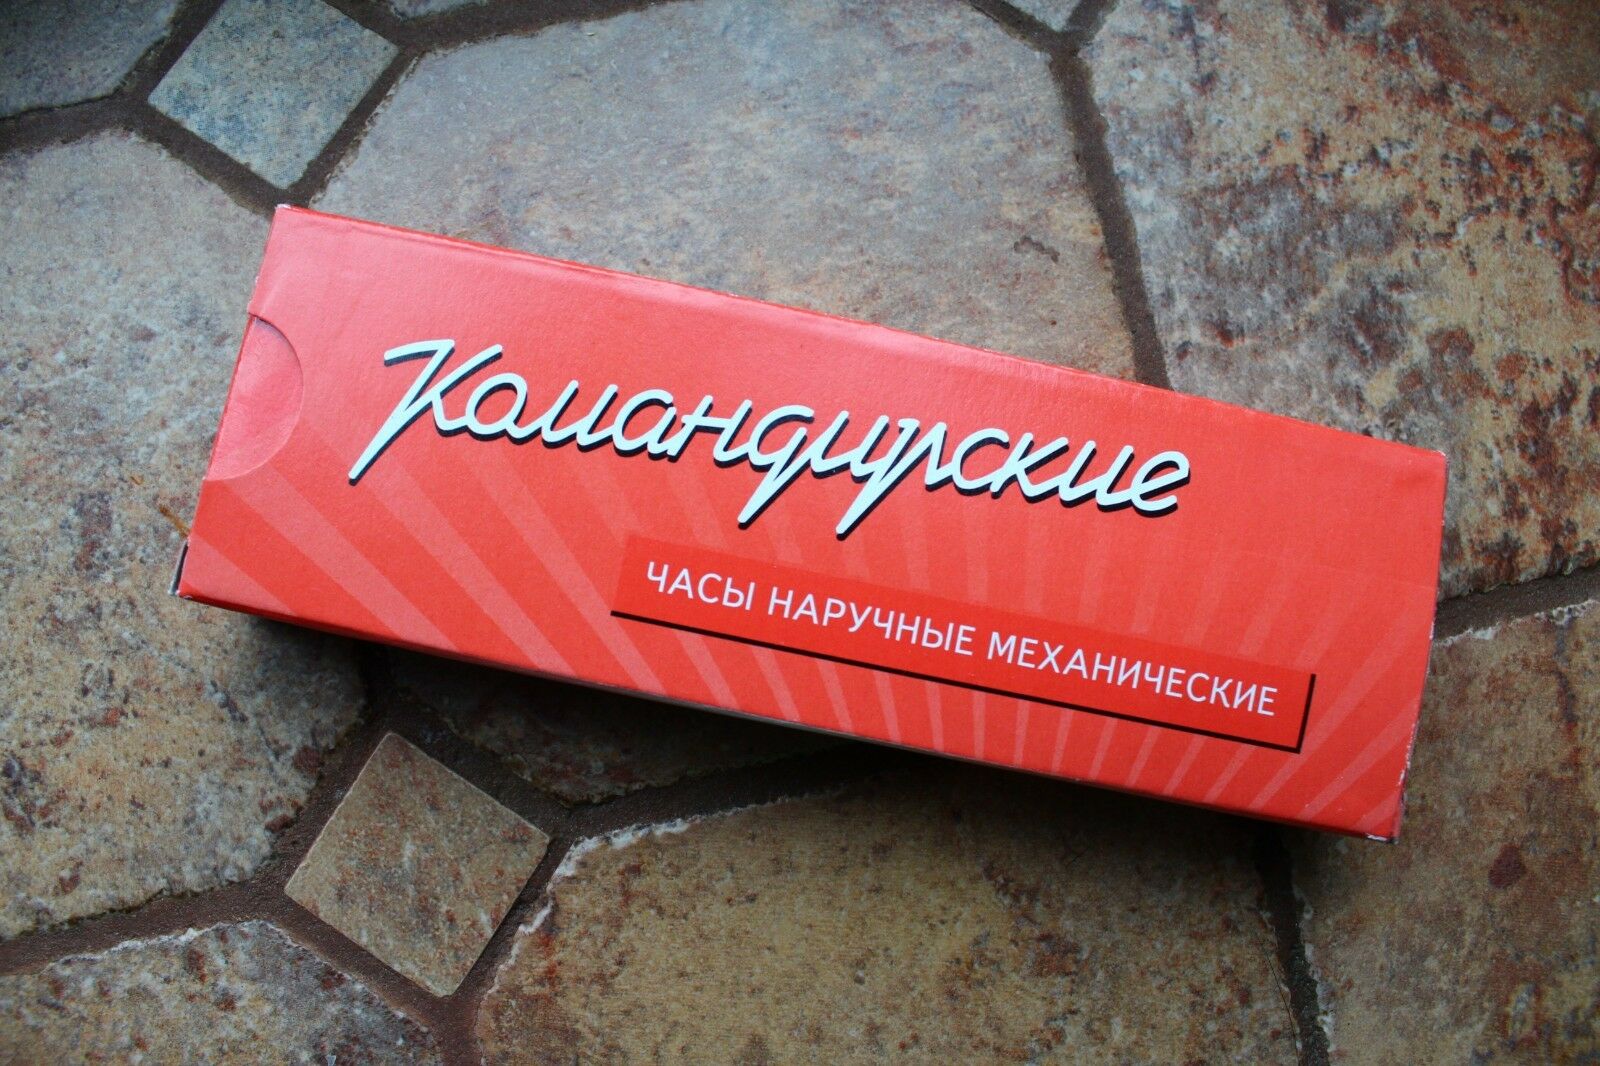 Командирские
ЧАСЫ НАРУЧНЫЕ МЕХАНИЧЕСКИЕ